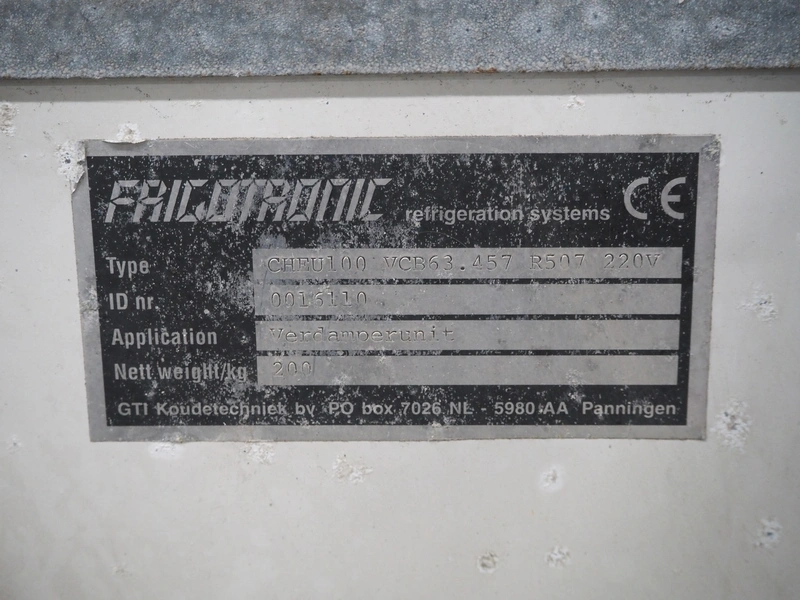 FRIGOTRONIC refrigeration systems CE
Type CHEU100 VCB63.457 R507 220V
ID nr. 0016110
Application Verdamperunit
Nett weight/kg 200
GTI Koudetechniek bv PO box 7026 NL - 5980 AA Panningen